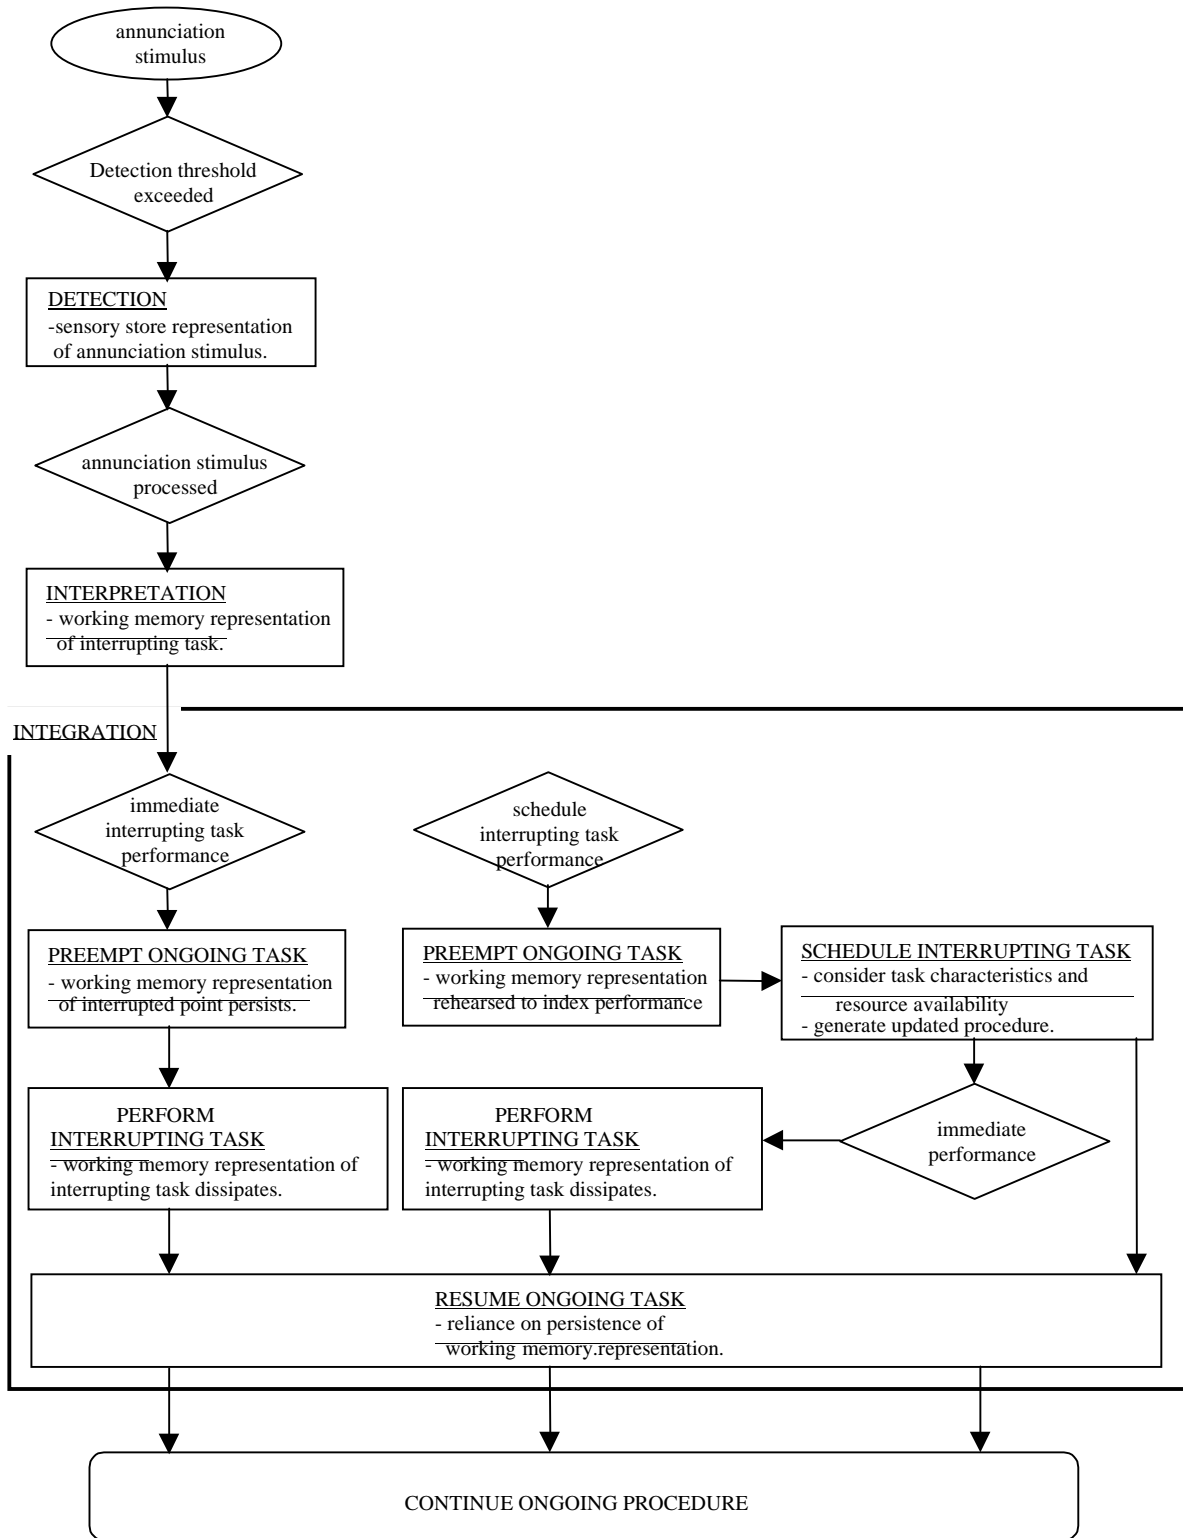 annunciation
stimulus
Detection threshold
exceeded
DETECTION
-sensory store representation
of annunciation stimulus.
annunciation stimulus
processed
INTERPRETATION
- working memory representation
of interrupting task.
INTEGRATION
immediate
interrupting task
performance
schedule
interrupting task
performance
PREEMPT ONGOING TASK
- working memory representation
of interrupted point persists.
PREEMPT ONGOING TASK
- working memory representation
rehearsed to index performance
SCHEDULE INTERRUPTING TASK
- consider task characteristics and
resource availability
- generate updated procedure.
PERFORM
INTERRUPTING TASK
- working memory representation of
interrupting task dissipates.
PERFORM
INTERRUPTING TASK
- working memory representation of
interrupting task dissipates.
immediate
performance
RESUME ONGOING TASK
- reliance on persistence of
working memory.representation.
CONTINUE ONGOING PROCEDURE